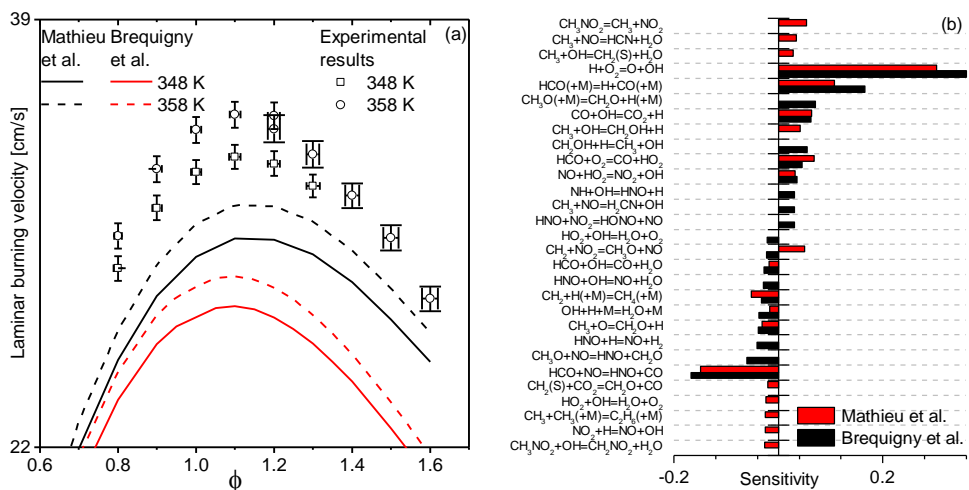 39
(a)
Mathieu Brequigny
et al. et al.
Experimental
results
348 K
358 K
348 K
358 K
Laminar burning velocity [cm/s]
22
0.6 0.8 1.0 1.2 1.4 1.6
ϕ
(b)
CH₃NO₂=CH₃+NO₂
CH₃+NO=HCN+H₂O
CH₃+OH=CH₂(S)+H₂O
H+O₂=O+OH
HCO(+M)=H+CO(+M)
CH₃O(+M)=CH₂O+H(+M)
CO+OH=CO₂+H
CH₃+OH=CH₂OH+H
CH₂OH+H=CH₃+OH
HCO+O₂=CO+HO₂
NO+HO₂=NO₂+OH
NH+OH=HNO+H
CH₃+NO=H₂CN+OH
HNO+NO₂=HONO+NO
HO₂+OH=H₂O+O₂
CH₂+NO₂=CH₃O+NO
HCO+OH=CO+H₂O
HNO+OH=NO+H₂O
CH₂+H(+M)=CH₄(+M)
OH+H+M=H₂O+M
CH₃+O=CH₂O+H
HNO+H=NO+H₂
CH₃O+NO=HNO+CH₂O
HCO+NO=HNO+CO
CH₂(S)+CO₂=CH₂O+CO
HO₂+OH=H₂O+O₂
CH₃+CH₃(+M)=C₂H₆(+M)
NO₂+H=NO+OH
CH₃NO₂+OH=CH₂NO₂+H₂O
Mathieu et al.
Brequigny et al.
-0.2 0.2
Sensitivity